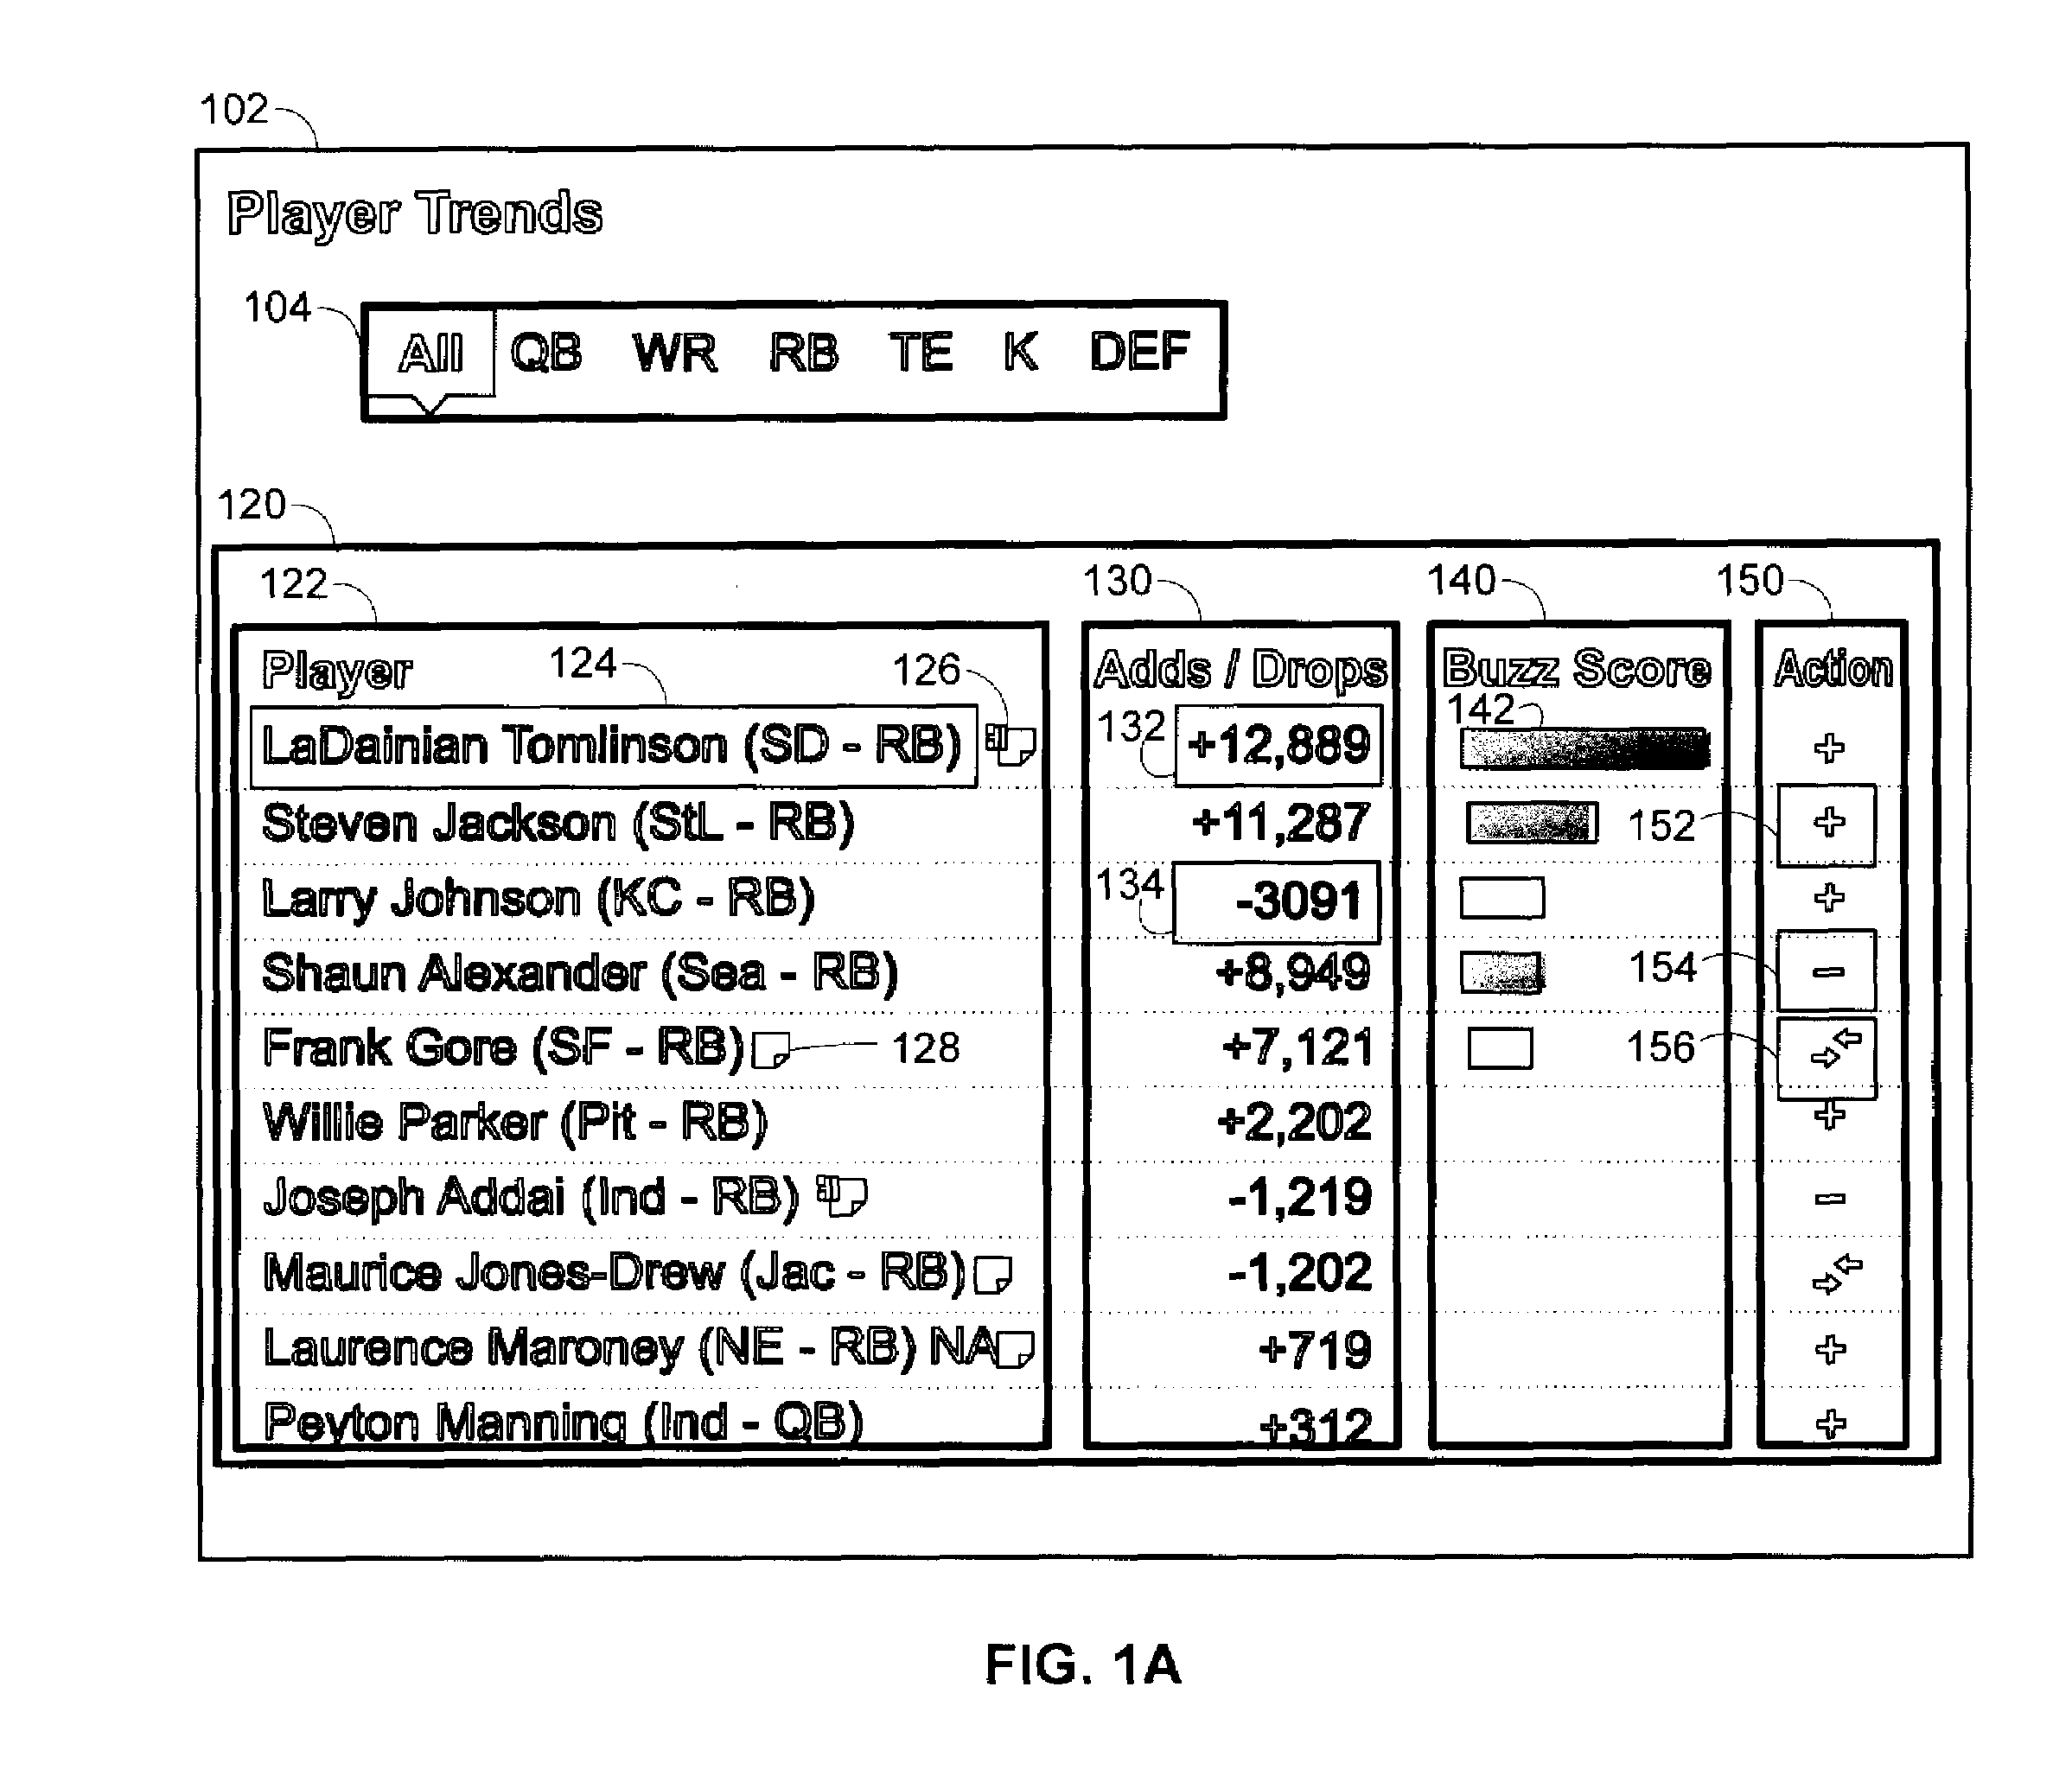 102
Player Trends
104
All QB WR RB TE K DEF
120
122 130 140 150
Player 124 126 Adds / Drops Buzz Score Action
142
LaDainian Tomlinson (SD - RB) 132 +12,889 +
Steven Jackson (StL - RB) +11,287 152 +
Larry Johnson (KC - RB) 134 -3091 +
Shaun Alexander (Sea - RB) +8,949 154 -
Frank Gore (SF - RB) 128 +7,121 156
Willie Parker (Pit - RB) +2,202 +
Joseph Addai (Ind - RB) -1,219 -
Maurice Jones-Drew (Jac - RB) -1,202
Laurence Maroney (NE - RB) NA +719 +
Peyton Manning (Ind - QB) +312 +
FIG. 1A